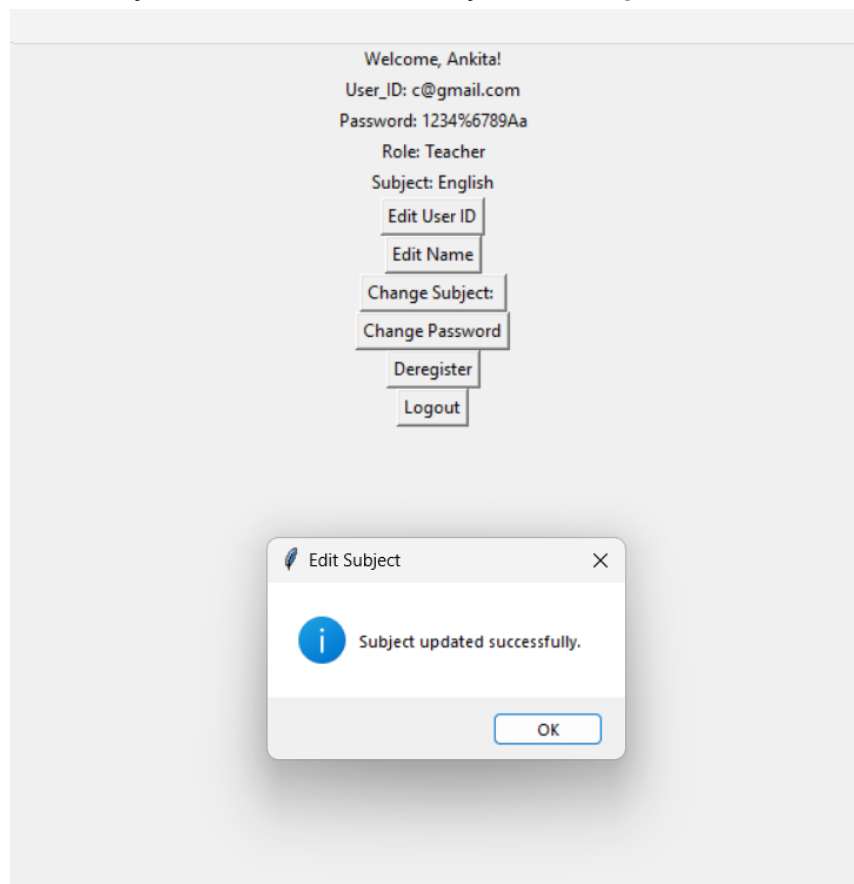 Welcome, Ankita!
User_ID: c@gmail.com
Password: 1234%6789Aa
Role: Teacher
Subject: English
Edit User ID
Edit Name
Change Subject:
Change Password
Deregister
Logout
Edit Subject
Subject updated successfully.
OK